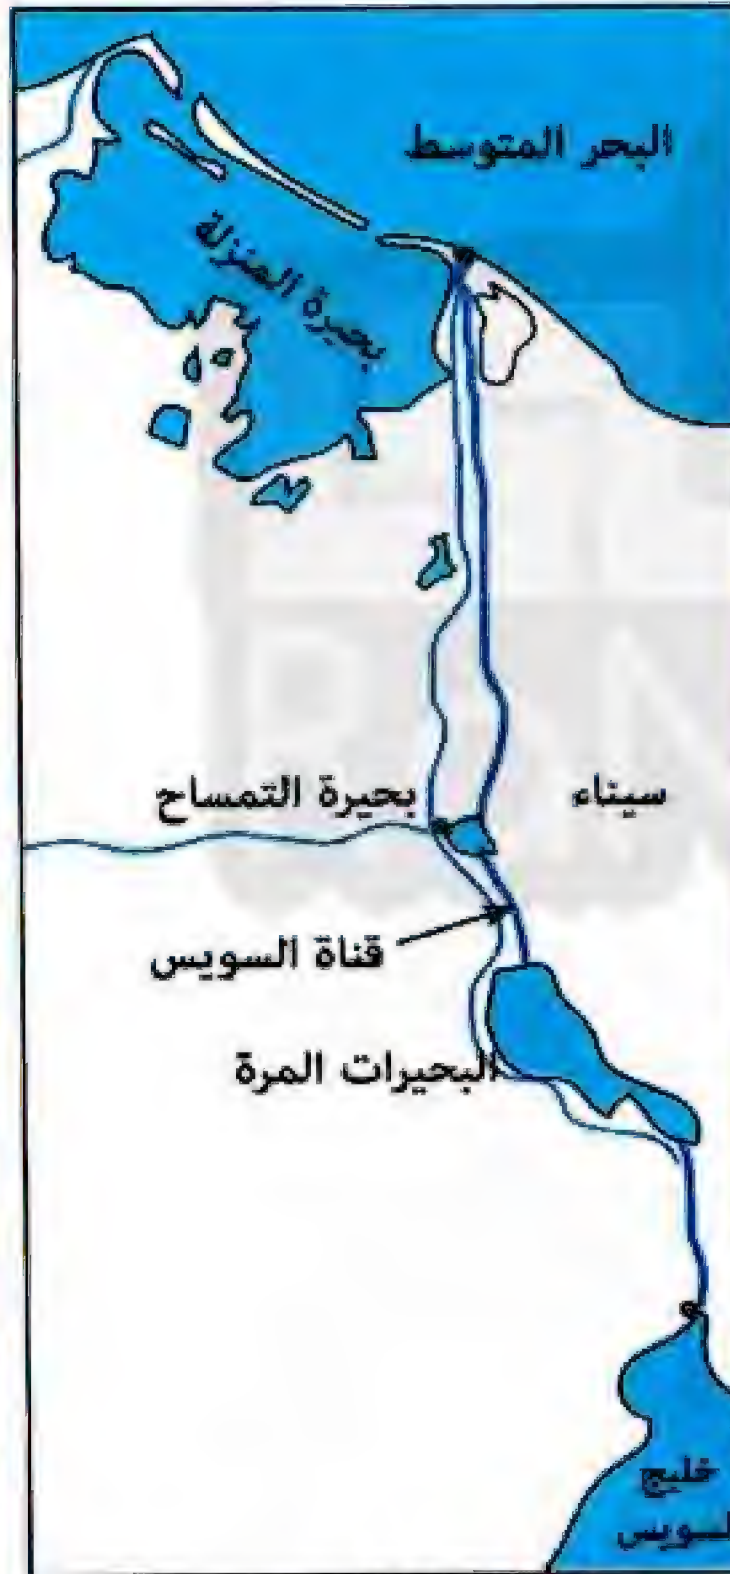 البحر المتوسط
بحيرة المنزلة
سيناء
بحيرة التمساح
قناة السويس
البحيرات المرة
خليج
السويس